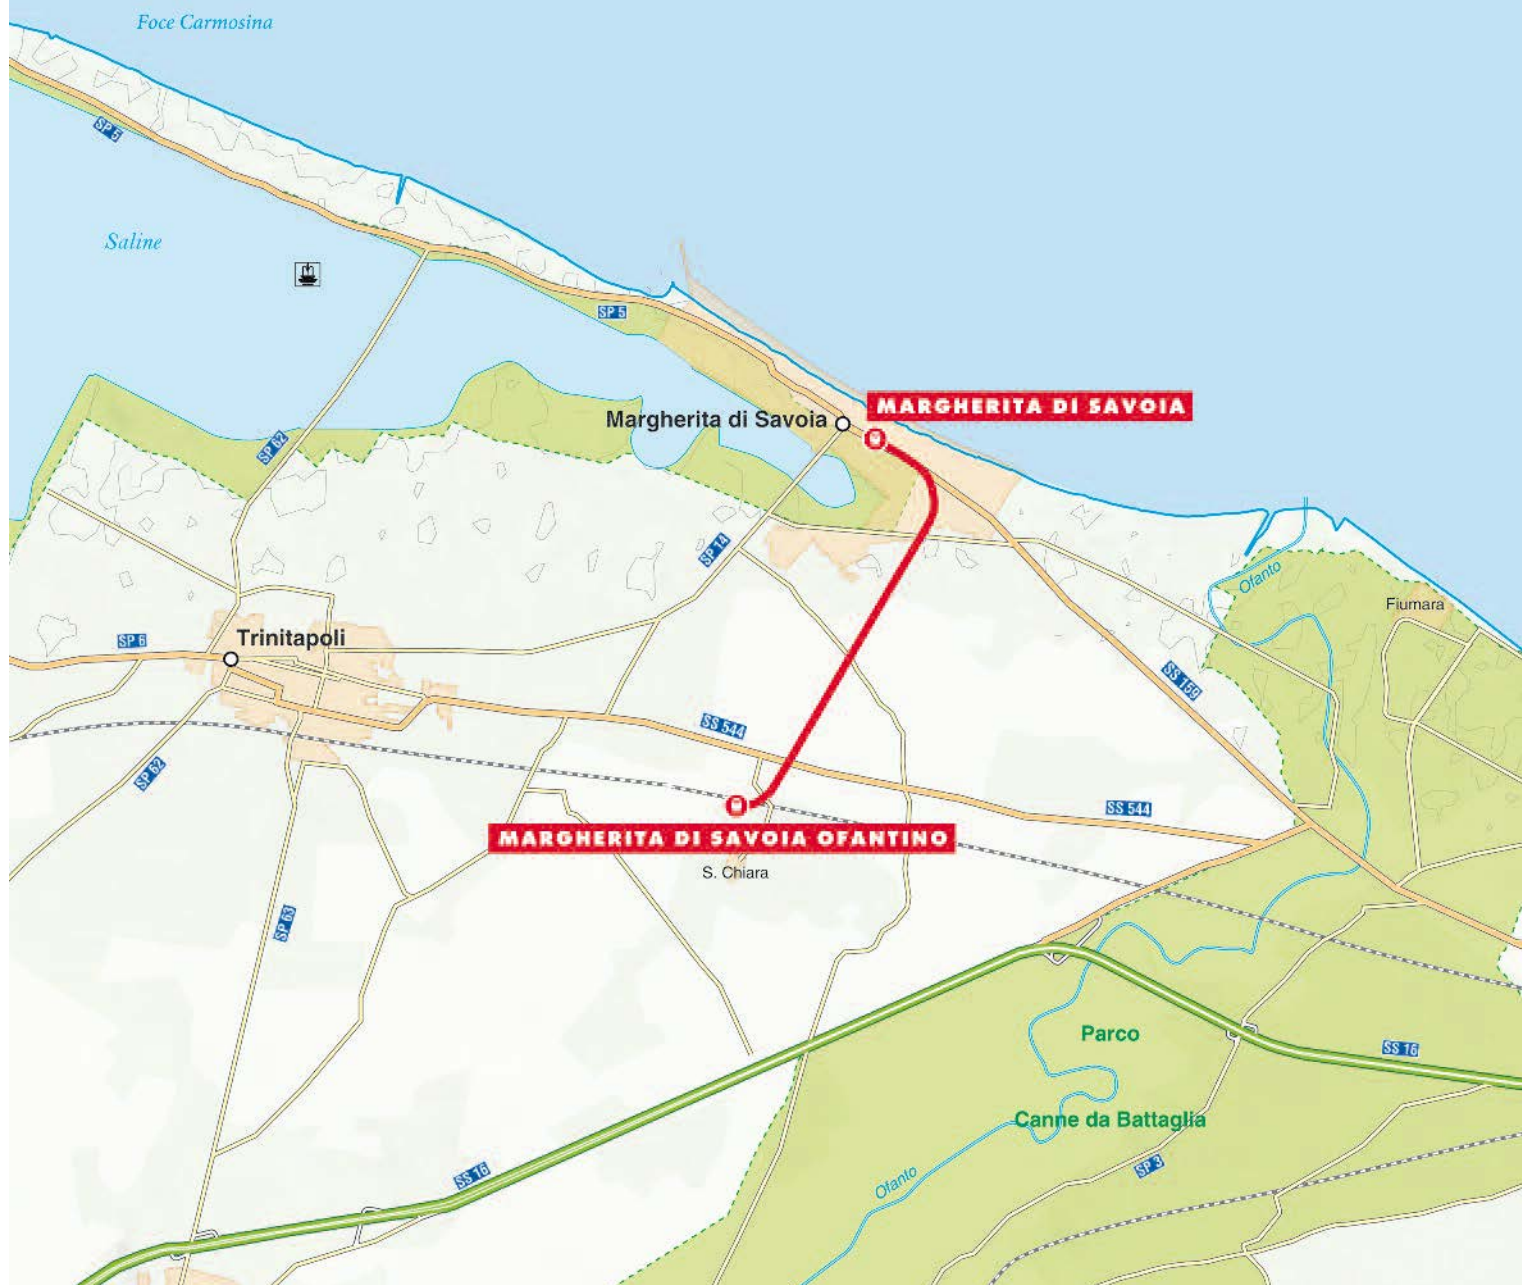 Foce Carmosina
SP 5
Saline
SP 5
MARGHERITA DI SAVOIA
Margherita di Savoia
SP 62
SP 14
Ofanto
Fiumara
SP 6
Trinitapoli
SS 159
SS 544
SP 62
SS 544
MARGHERITA DI SAVOIA OFANTINO
S. Chiara
SP 63
Parco
SS 16
Canne da Battaglia
SP 3
SS 16
Ofanto